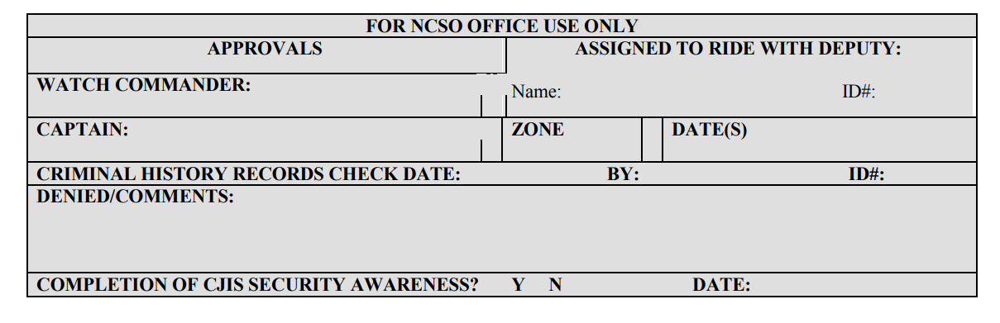 FOR NCSO OFFICE USE ONLY
APPROVALS
ASSIGNED TO RIDE WITH DEPUTY:
WATCH COMMANDER:
Name: ID#:
CAPTAIN:
ZONE
DATE(S)
CRIMINAL HISTORY RECORDS CHECK DATE: BY: ID#:
DENIED/COMMENTS:
COMPLETION OF CJIS SECURITY AWARENESS? Y N DATE: